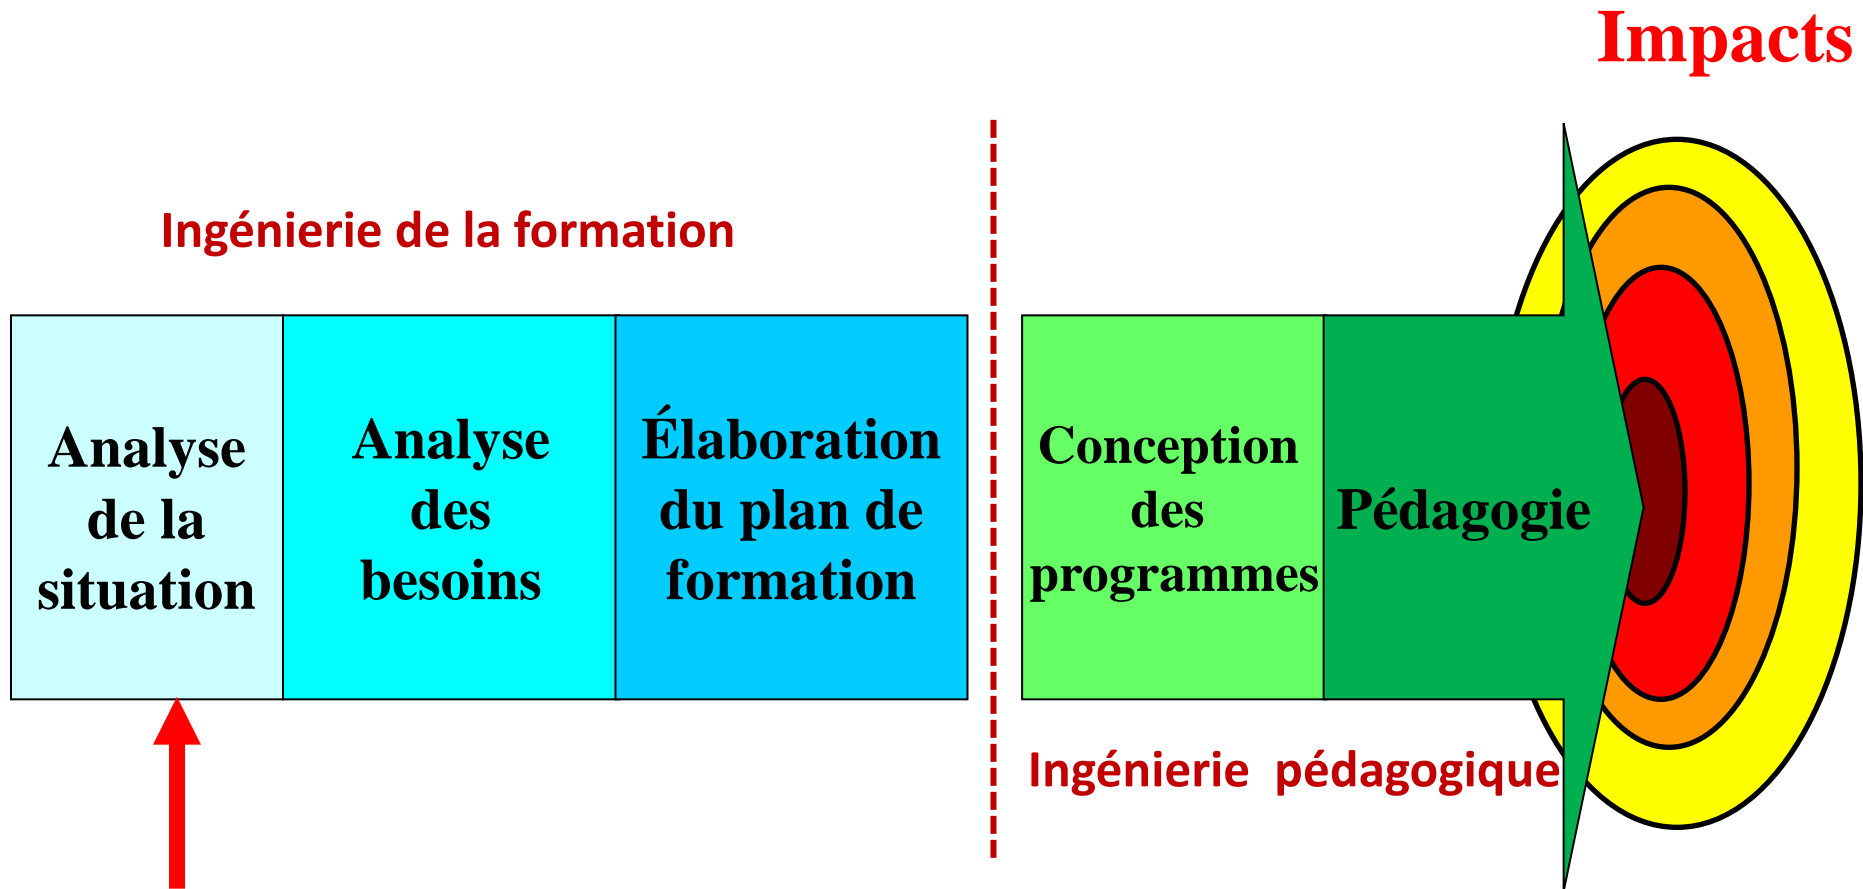 Impacts
Ingénierie de la formation
Analyse
de la
situation
Analyse
des
besoins
Élaboration
du plan de
formation
Conception
des
programmes
Pédagogie
Ingénierie pédagogique